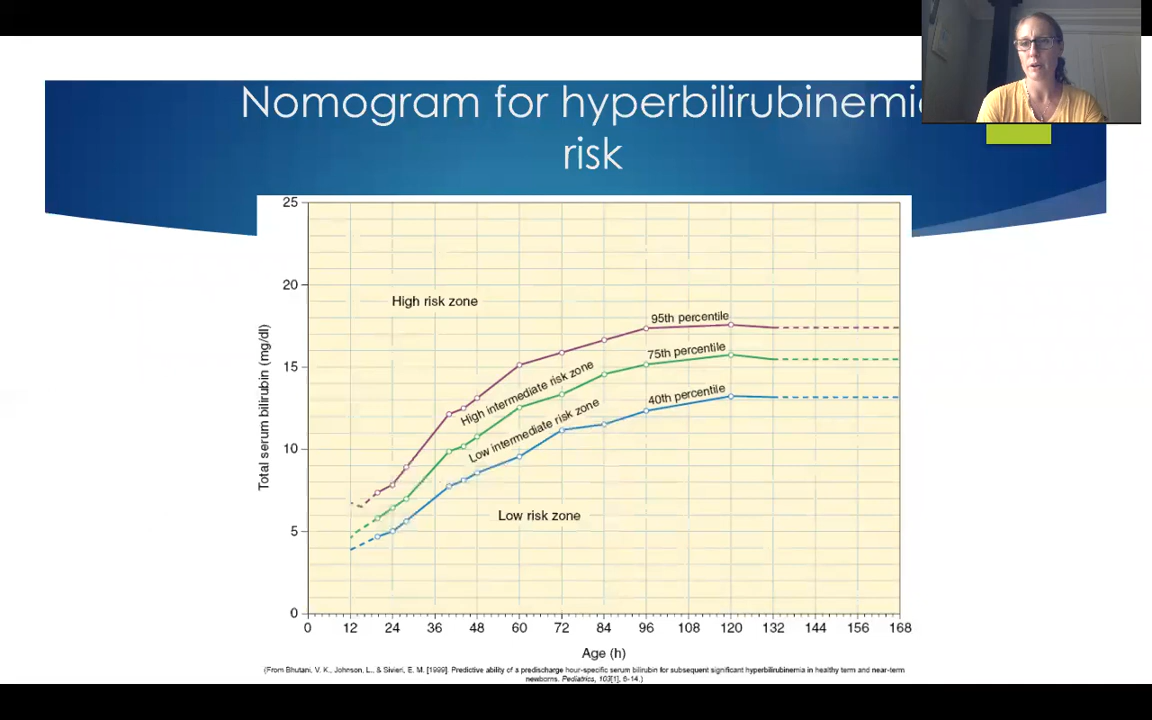 Nomogram for hyperbilirubinemi
risk
25
20
15
10
5
0
Total serum bilirubin (mg/dl)
High risk zone
95th percentile
75th percentile
High intermediate risk zone
40th percentile
Low intermediate risk zone
Low risk zone
0 12 24 36 48 60 72 84 96 108 120 132 144 156 168
Age (h)
(From Bhutani, V. K., Johnson, L., & Sivieri, E. M. [1999]. Predictive ability of a predischarge hour-specific serum bilirubin for subsequent significant hyperbilirubinemia in healthy term and near-term
newborns. Pediatrics, 103[1], 6-14.)